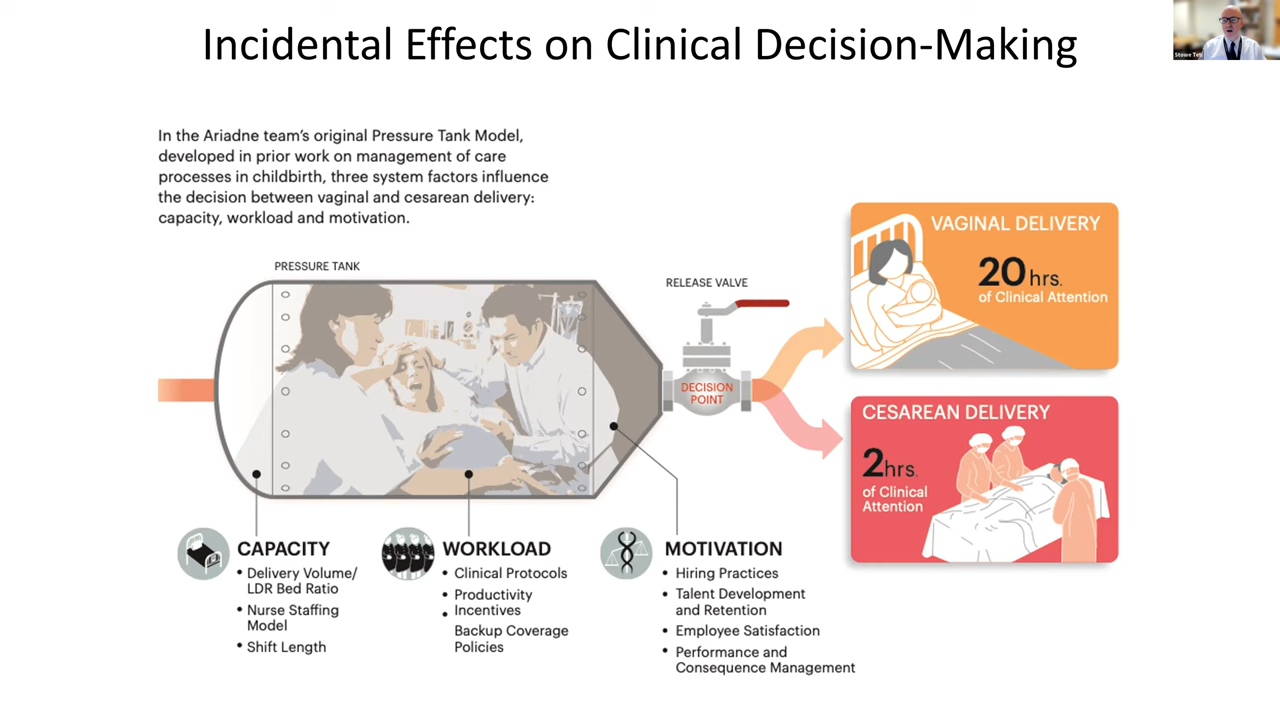 Incidental Effects on Clinical Decision-Making
Stowe
In the Ariadne team's original Pressure Tank Model,
developed in prior work on management of care
processes in childbirth, three system factors influence
the decision between vaginal and cesarean delivery:
capacity, workload and motivation.
PRESSURE TANK
RELEASE VALVE
DECISION
POINT
VAGINAL DELIVERY
20 hrs.
of Clinical Attention
CESAREAN DELIVERY
2hrs.
of Clinical
Attention
CAPACITY
• Delivery Volume/
LDR Bed Ratio
• Nurse Staffing
Model
• Shift Length
WORKLOAD
• Clinical Protocols
• Productivity
• Incentives
Backup Coverage
Policies
MOTIVATION
• Hiring Practices
• Talent Development
and Retention
• Employee Satisfaction
• Performance and
Consequence Management